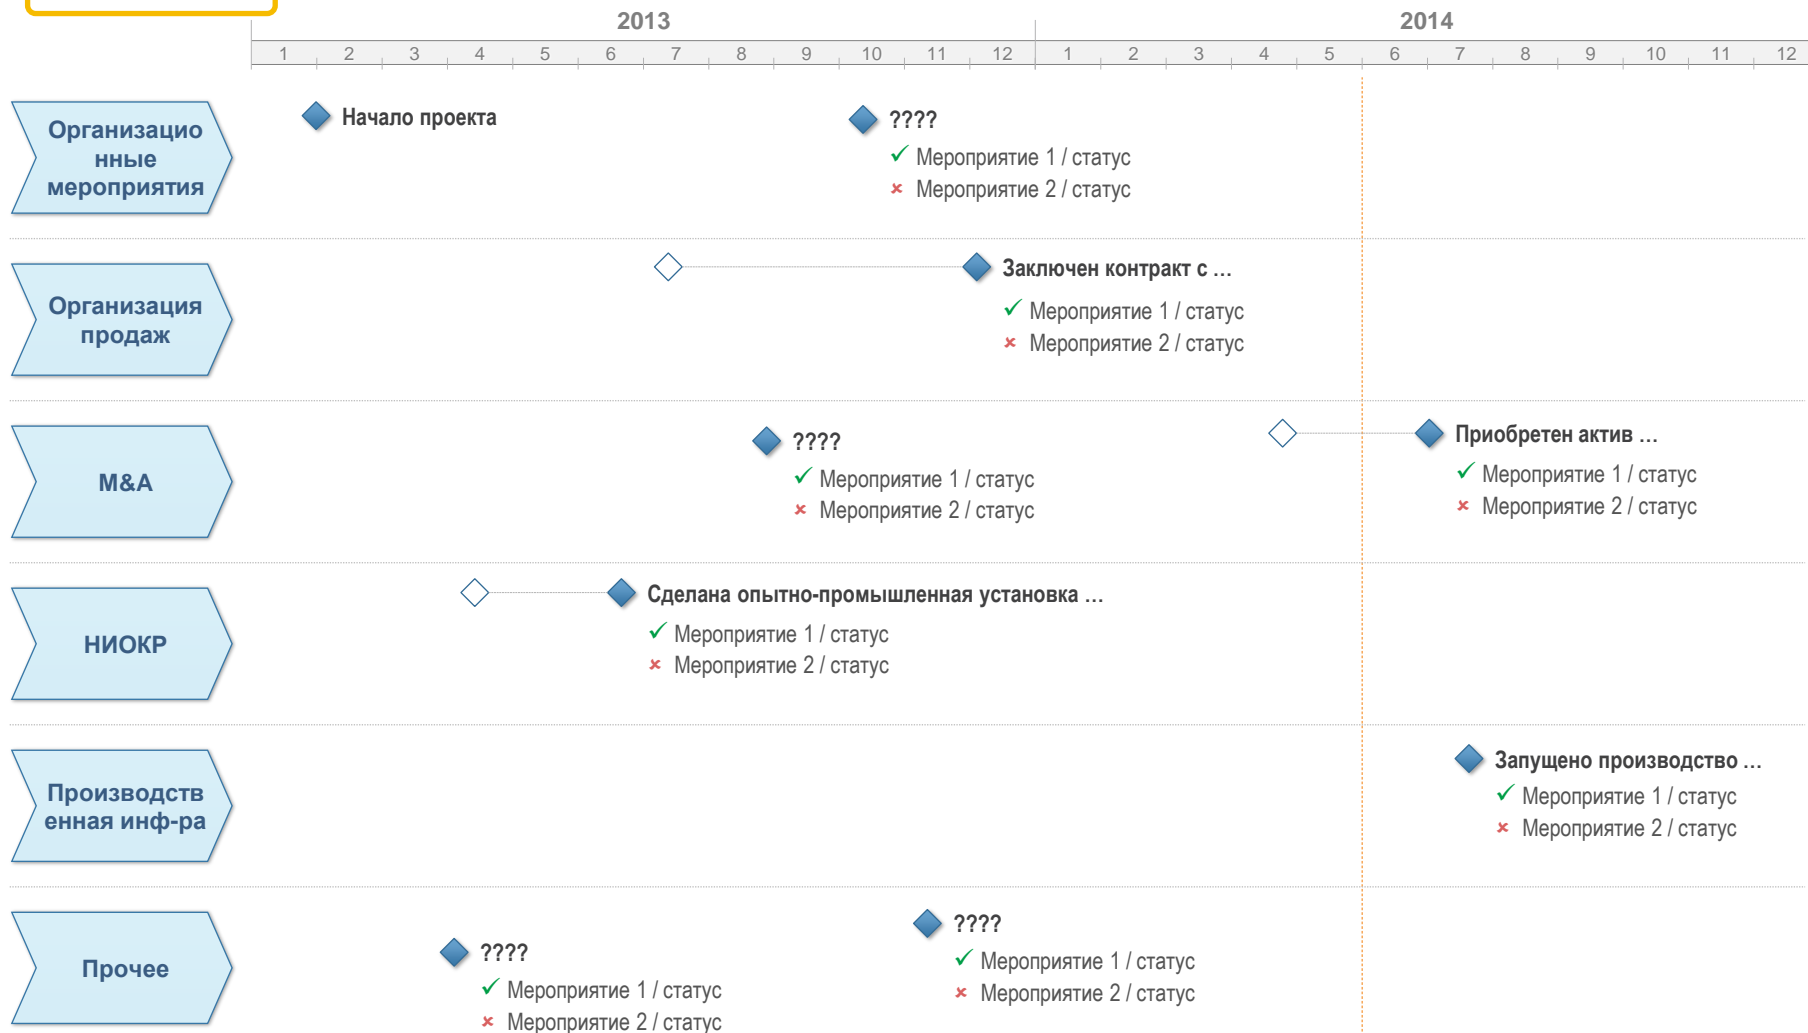 2013 2014
1 2 3 4 5 6 7 8 9 10 11 12 1 2 3 4 5 6 7 8 9 10 11 12
Организацио
нные
мероприятия
Начало проекта
????
Мероприятие 1 / статус
Мероприятие 2 / статус
Организация
продаж
Заключен контракт с ...
Мероприятие 1 / статус
Мероприятие 2 / статус
M&A
????
Мероприятие 1 / статус
Мероприятие 2 / статус
Приобретен актив ...
Мероприятие 1 / статус
Мероприятие 2 / статус
НИОКР
Сделана опытно-промышленная установка ...
Мероприятие 1 / статус
Мероприятие 2 / статус
Производств
енная инф-ра
Запущено производство ...
Мероприятие 1 / статус
Мероприятие 2 / статус
Прочее
????
Мероприятие 1 / статус
Мероприятие 2 / статус
????
Мероприятие 1 / статус
Мероприятие 2 / статус